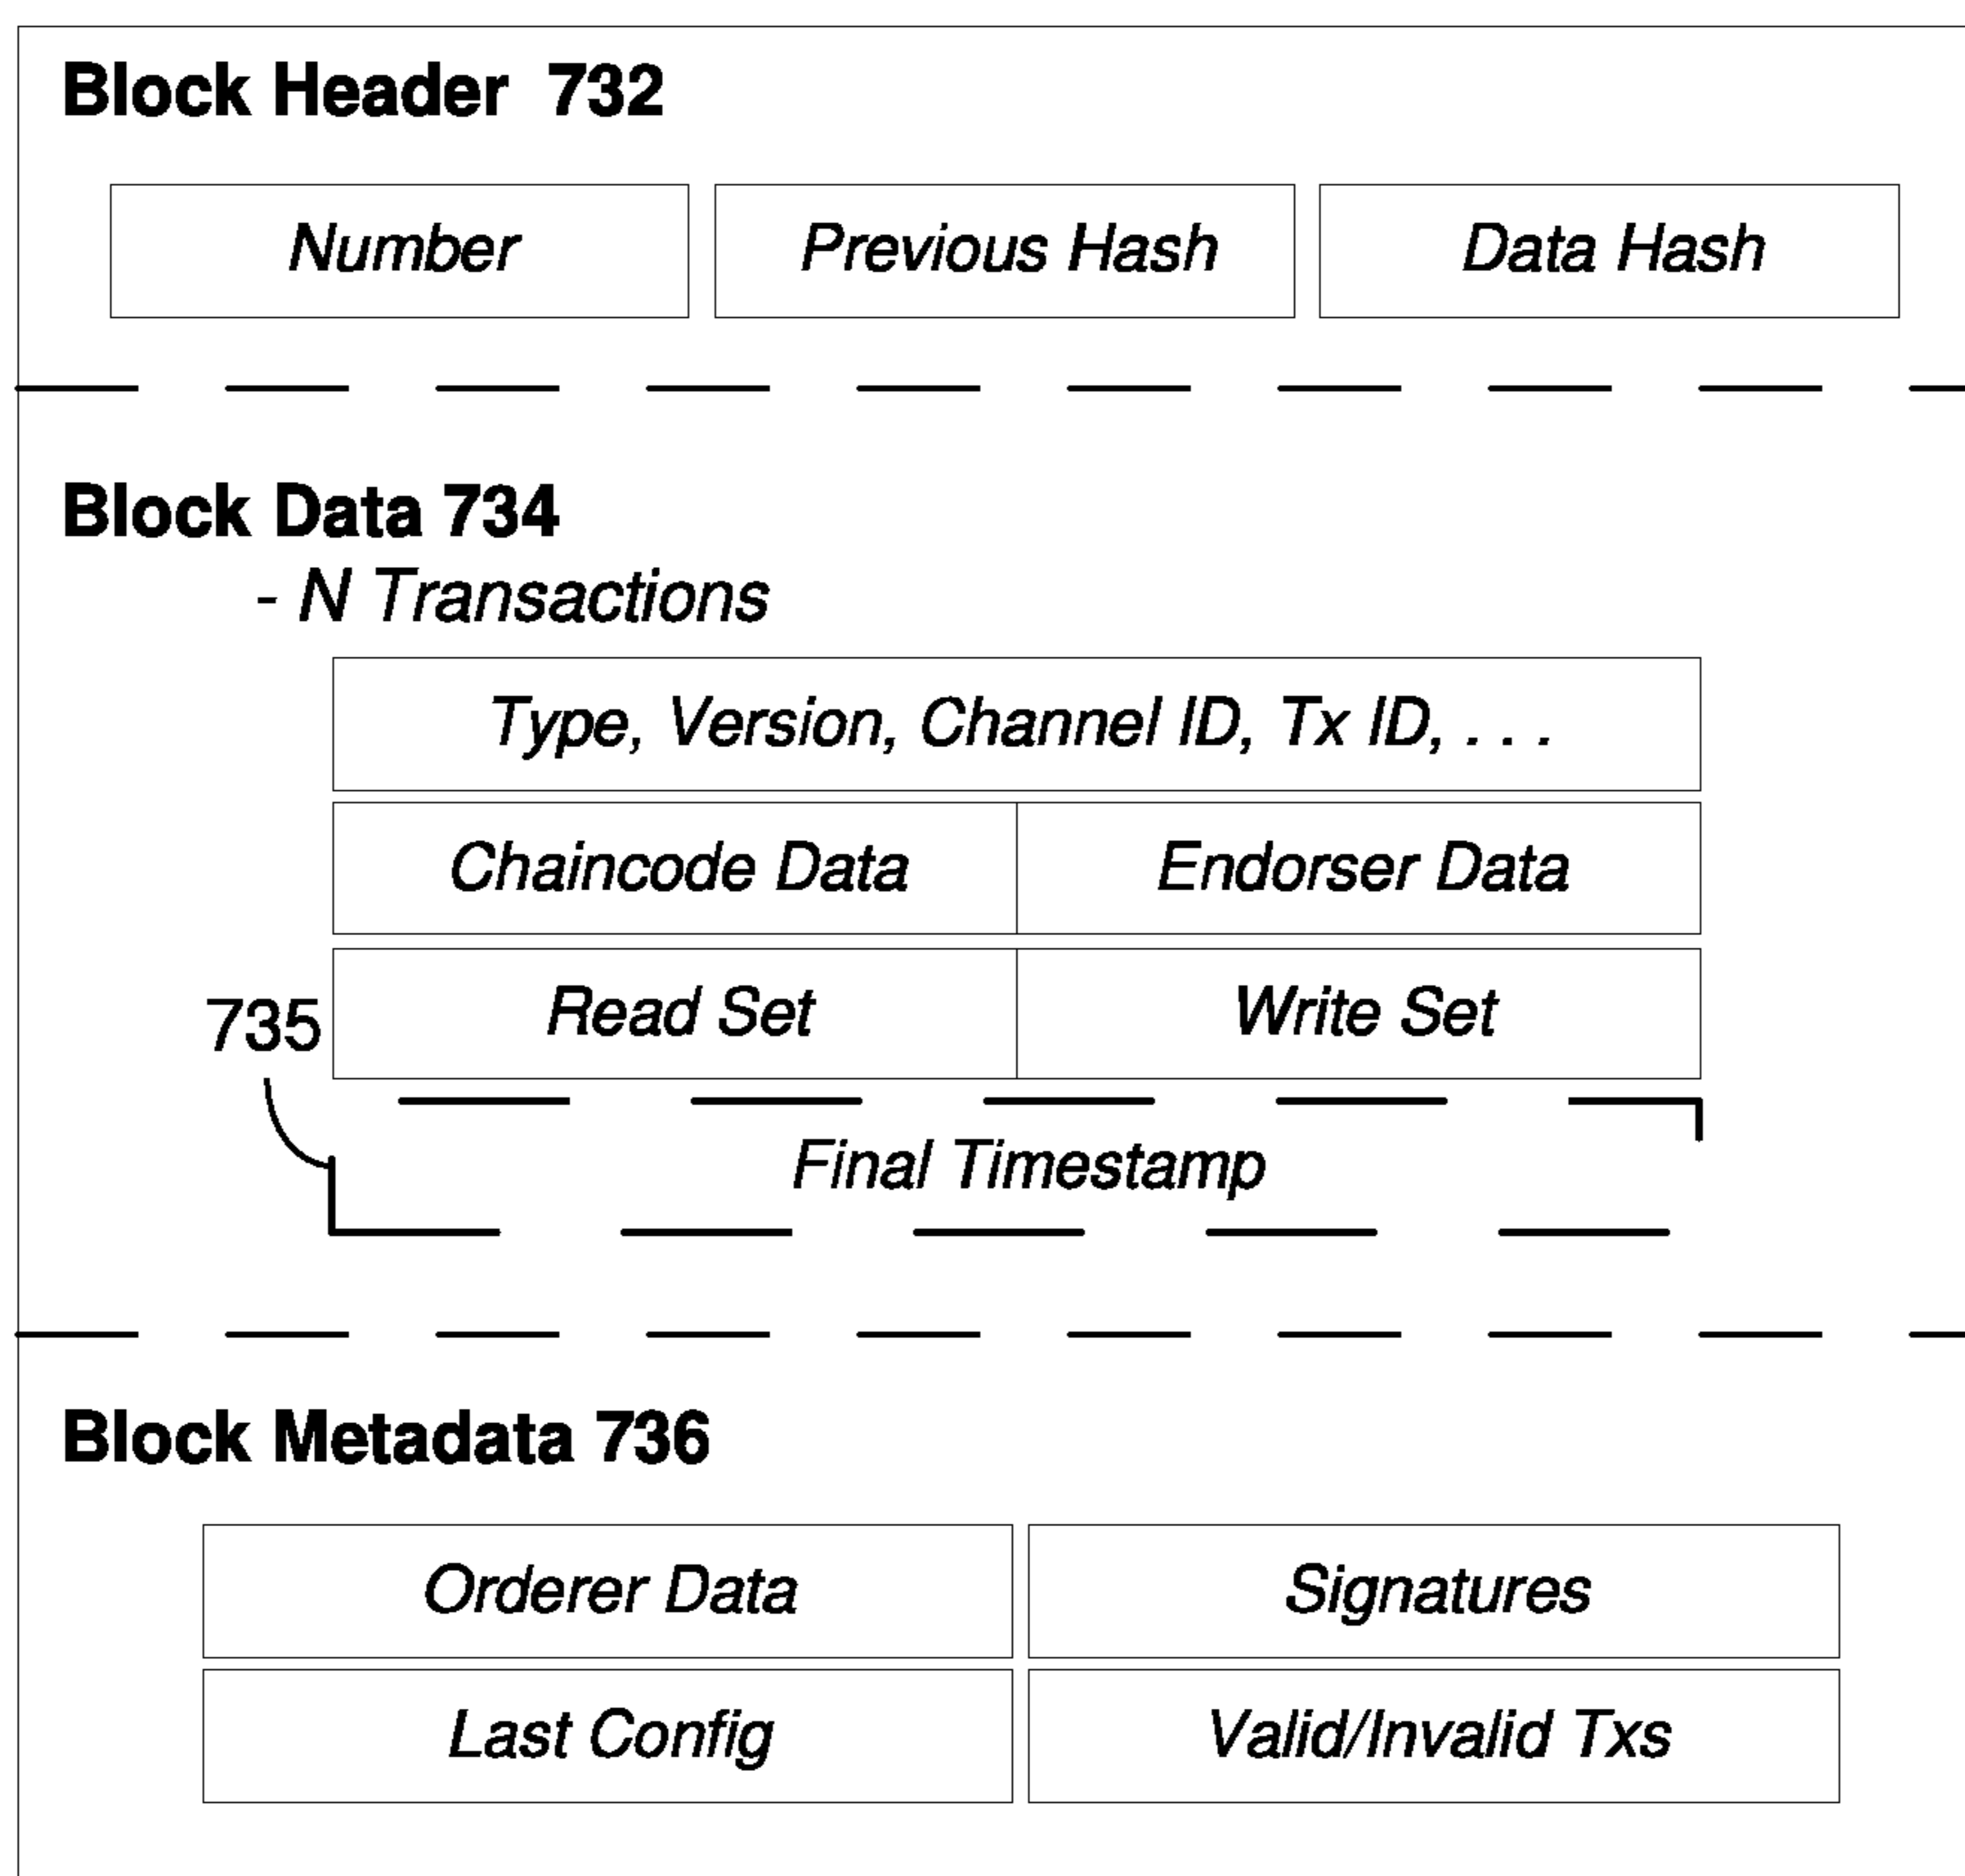 Block Header 732
Number Previous Hash Data Hash
Block Data 734
- N Transactions
Type, Version, Channel ID, Tx ID, . . .
Chaincode Data Endorser Data
735 Read Set Write Set
Final Timestamp
Block Metadata 736
Orderer Data Signatures
Last Config Valid/Invalid Txs